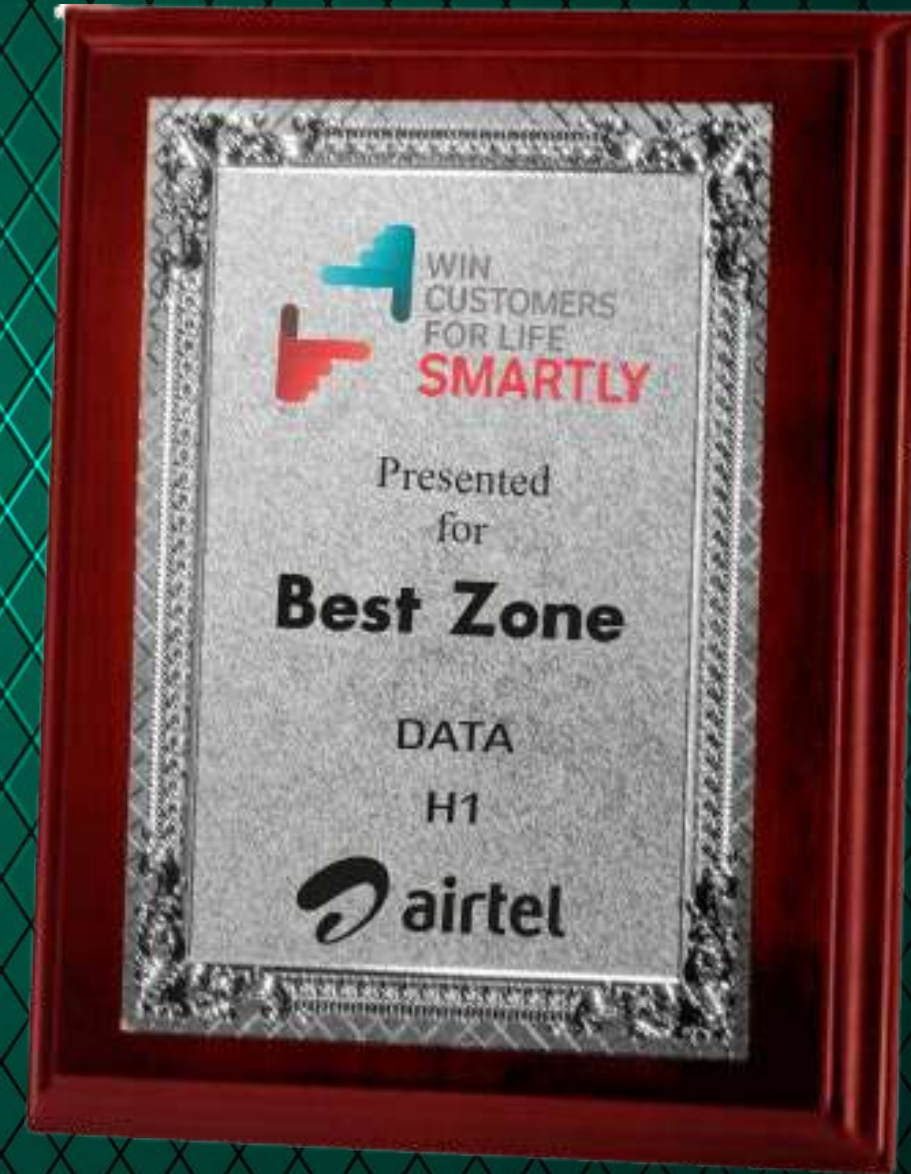 WIN
CUSTOMERS
FOR LIFE
SMARTLY
Presented
for
Best Zone
DATA
H1
airtel